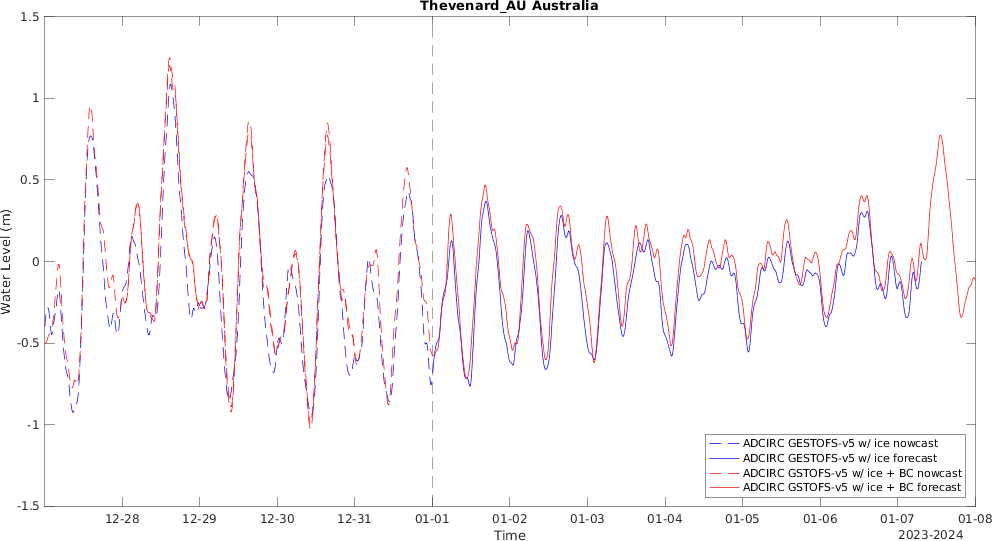 Thevenard_AU Australia
Water Level (m)
1.5
1
0.5
0
-0.5
-1
-1.5
ADCIRC GESTOFS-v5 w/ ice nowcast
ADCIRC GESTOFS-v5 w/ ice forecast
ADCIRC GSTOFS-v5 w/ ice + BC nowcast
ADCIRC GSTOFS-v5 w/ ice + BC forecast
12-28 12-29 12-30 12-31 01-01 01-02 01-03 01-04 01-05 01-06 01-07 01-08
Time
2023-2024